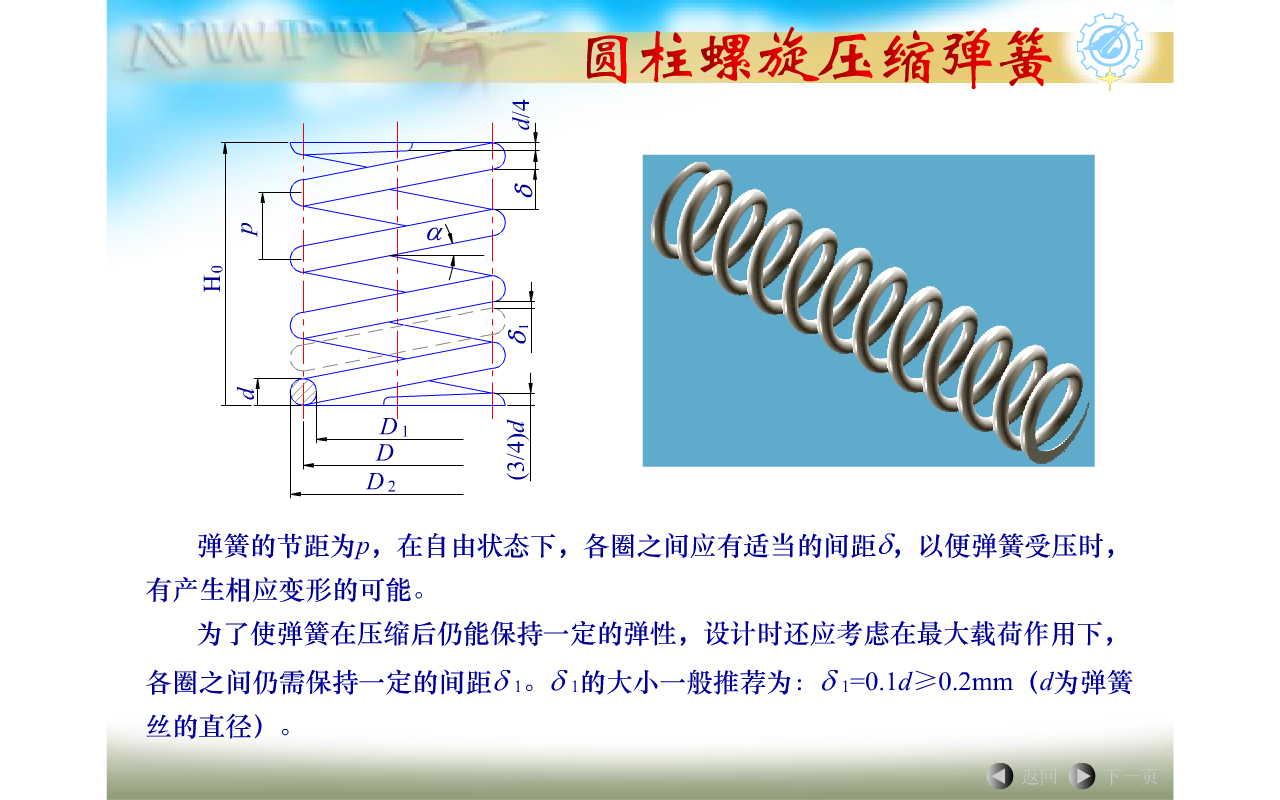 NWPU
圆柱螺旋压缩弹簧
d/4
δ
p
α
H0
δ1
d
D1
D
D2
(3/4)d
弹簧的节距为p，在自由状态下，各圈之间应有适当的间距δ，以便弹簧受压时，
有产生相应变形的可能。
为了使弹簧在压缩后仍能保持一定的弹性，设计时还应考虑在最大载荷作用下，
各圈之间仍需保持一定的间距δ1。δ1的大小一般推荐为：δ1=0.1d≥0.2mm（d为弹簧
丝的直径）。
返回
下一页